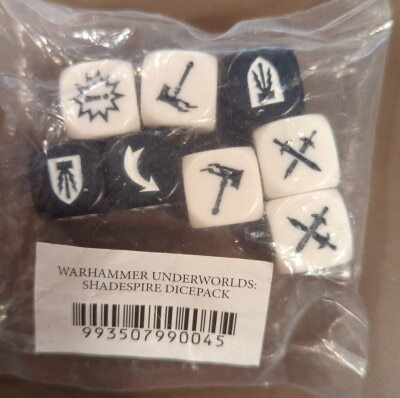 WARHAMMER UNDERWORLDS:
SHADESPIRE DICEPACK
993507990045